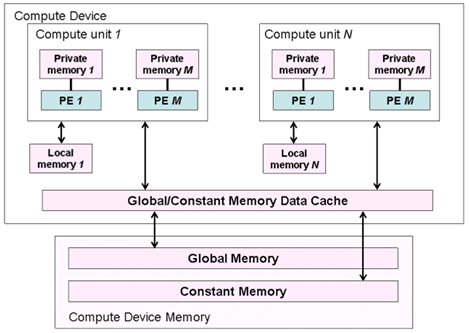 Compute Device
Compute unit 1
Compute unit N
Private
memory 1
Private
memory M
Private
memory 1
Private
memory M
...
...
...
PE 1
PE M
PE 1
PE M
Local
memory 1
Local
memory N
Global/Constant Memory Data Cache
Global Memory
Constant Memory
Compute Device Memory